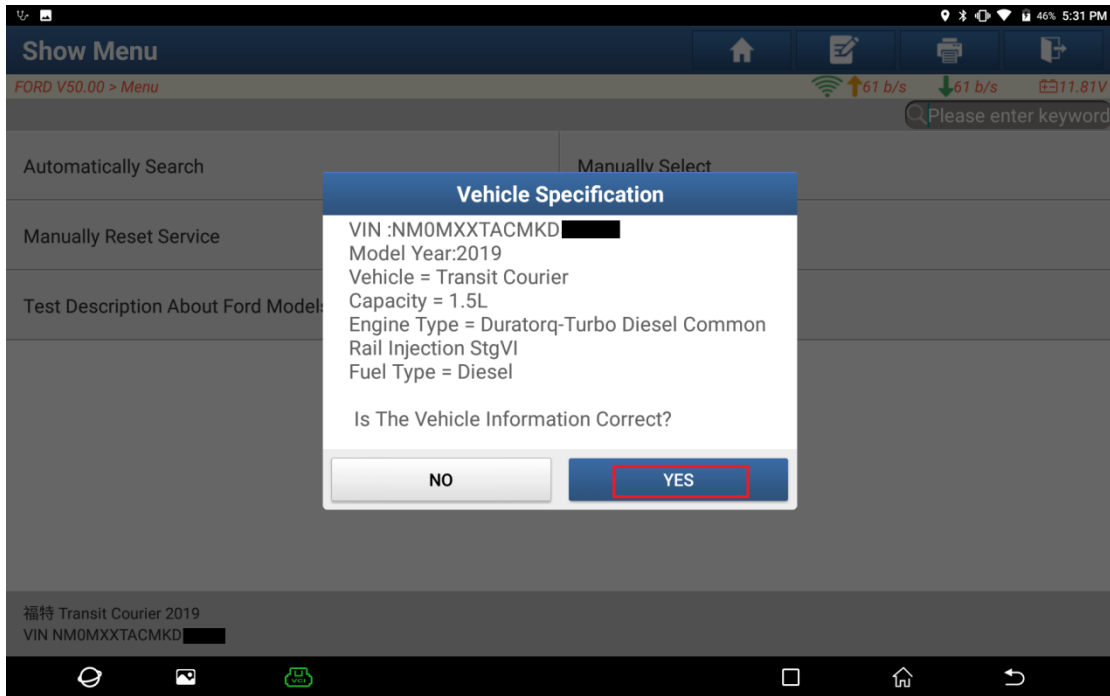 46% 5:31 PM
Show Menu
FORD V50.00 > Menu
61 b/s
61 b/s
11.81V
Please enter keyword
Automatically Search
Manually Select
Vehicle Specification
Manually Reset Service
VIN :NM0MXXTACMKD
Model Year:2019
Vehicle = Transit Courier
Test Description About Ford Models
Capacity = 1.5L
Engine Type = Duratorq-Turbo Diesel Common
Rail Injection StgVI
Fuel Type = Diesel
Is The Vehicle Information Correct?
NO
YES
福特 Transit Courier 2019
VIN NM0MXXTACMKD
VCI